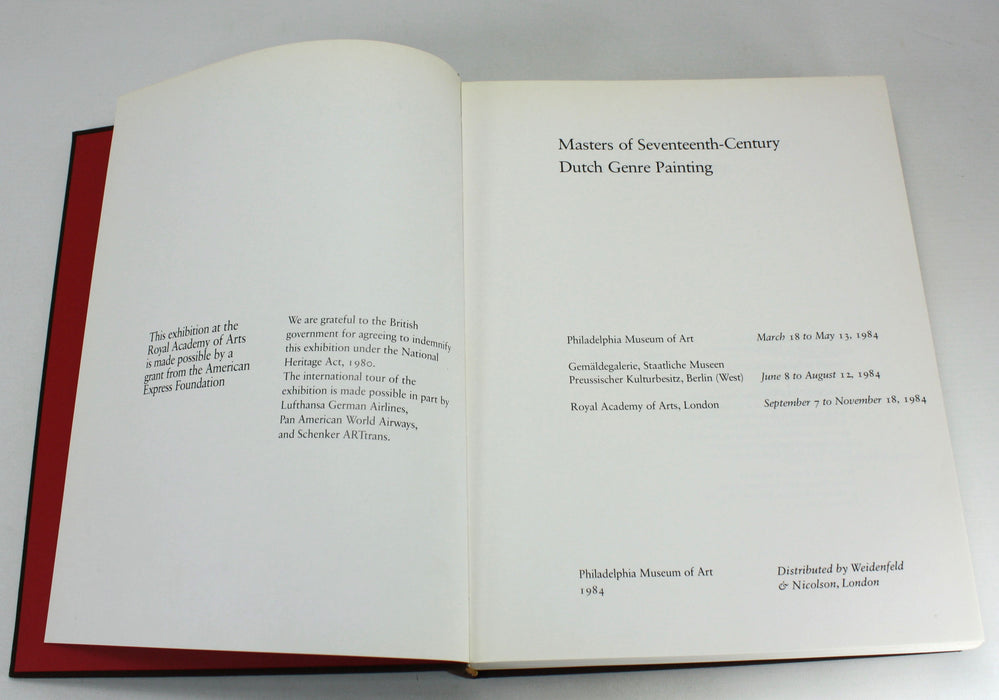 This exhibition at the
Royal Academy of Arts
is made possible by a
grant from the American
Express Foundation
We are grateful to the British
government for agreeing to indemnify
this exhibition under the National
Heritage Act, 1980.
The international tour of the
exhibition is made possible in part by
Lufthansa German Airlines,
Pan American World Airways,
and Schenker ARTtrans.
Masters of Seventeenth-Century
Dutch Genre Painting
Philadelphia Museum of Art March 18 to May 13, 1984
Gemäldegalerie, Staatliche Museen
Preussischer Kulturbesitz, Berlin (West) June 8 to August 12, 1984
Royal Academy of Arts, London September 7 to November 18, 1984
Philadelphia Museum of Art
1984
Distributed by Weidenfeld
& Nicolson, London